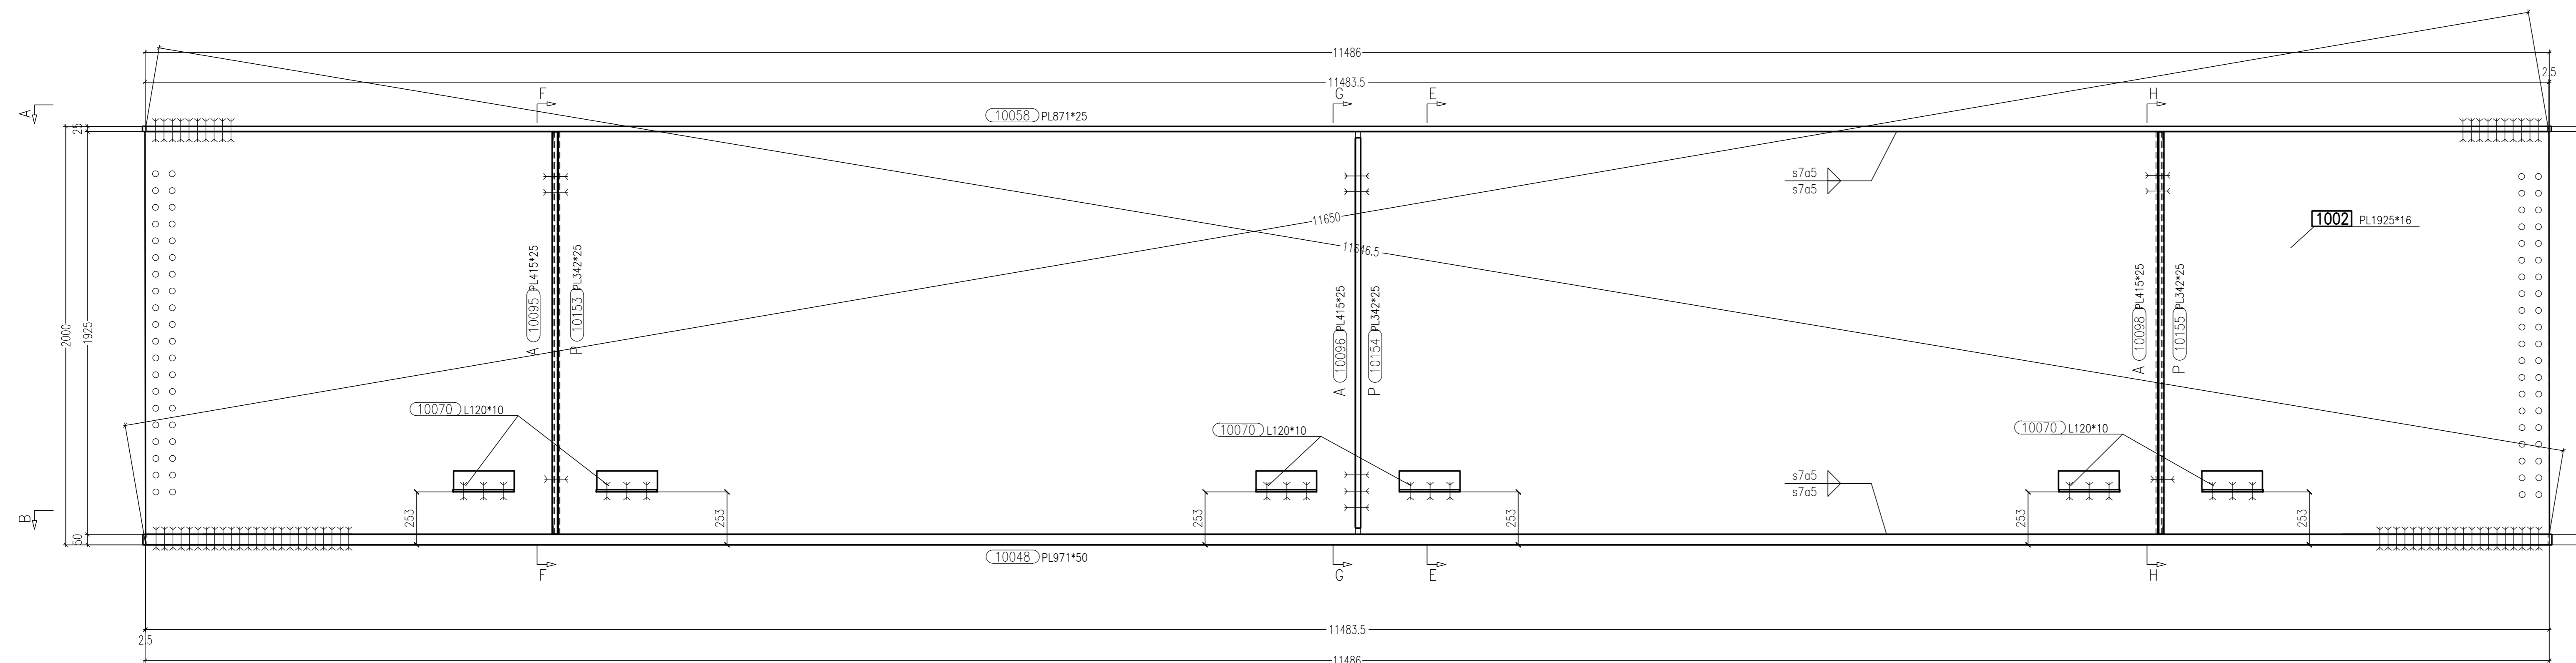 11486
11483.5
2.5
A
F
G
E
H
10058 PL871*25
25
s7a5
s7a5
1002 PL1925*16
11650
11646.5
10095 PL415*25
A
10153 PL342*25
P
10096 PL415*25
A
10154 PL342*25
P
10098 PL415*25
A
10155 PL342*25
P
2000
1925
10070 L120*10
10070 L120*10
10070 L120*10
s7a5
s7a5
253
253
253
253
253
253
B
50
10048 PL971*50
F
G
E
H
2.5
11483.5
11486